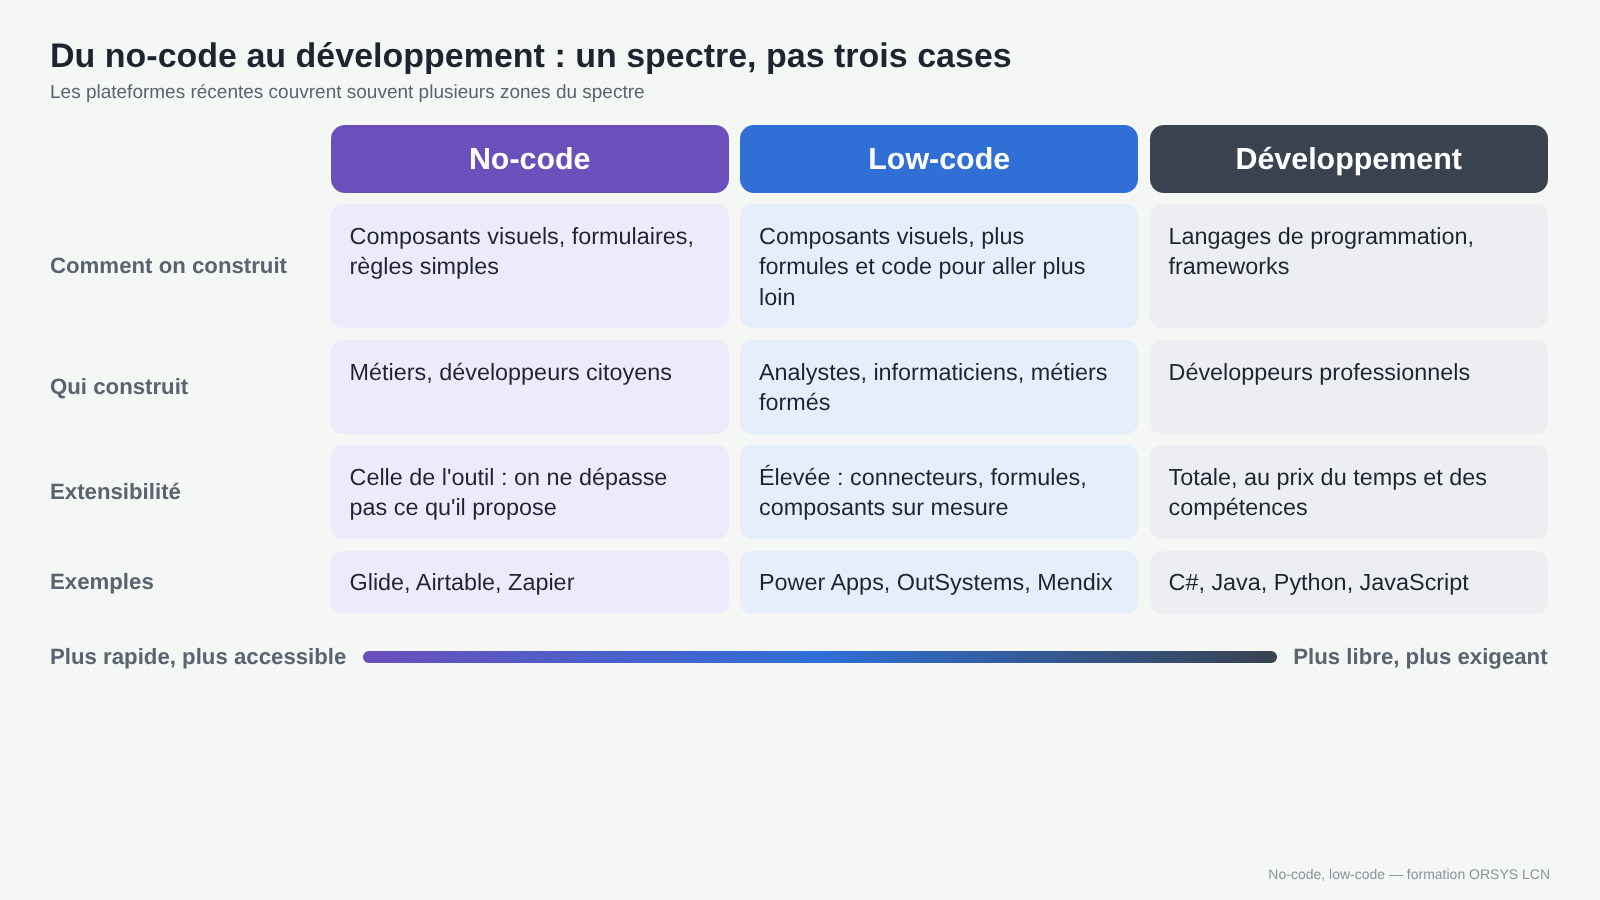 Du no-code au développement : un spectre, pas trois cases
Les plateformes récentes couvrent souvent plusieurs zones du spectre
No-code
Low-code
Développement
Comment on construit
Composants visuels, formulaires,
règles simples
Composants visuels, plus
formules et code pour aller plus
loin
Langages de programmation,
frameworks
Qui construit
Métiers, développeurs citoyens
Analystes, informaticiens, métiers
formés
Développeurs professionnels
Extensibilité
Celle de l'outil : on ne dépasse
pas ce qu'il propose
Élevée : connecteurs, formules,
composants sur mesure
Totale, au prix du temps et des
compétences
Exemples
Glide, Airtable, Zapier
Power Apps, OutSystems, Mendix
C#, Java, Python, JavaScript
Plus rapide, plus accessible
Plus libre, plus exigeant
No-code, low-code — formation ORSYS LCN